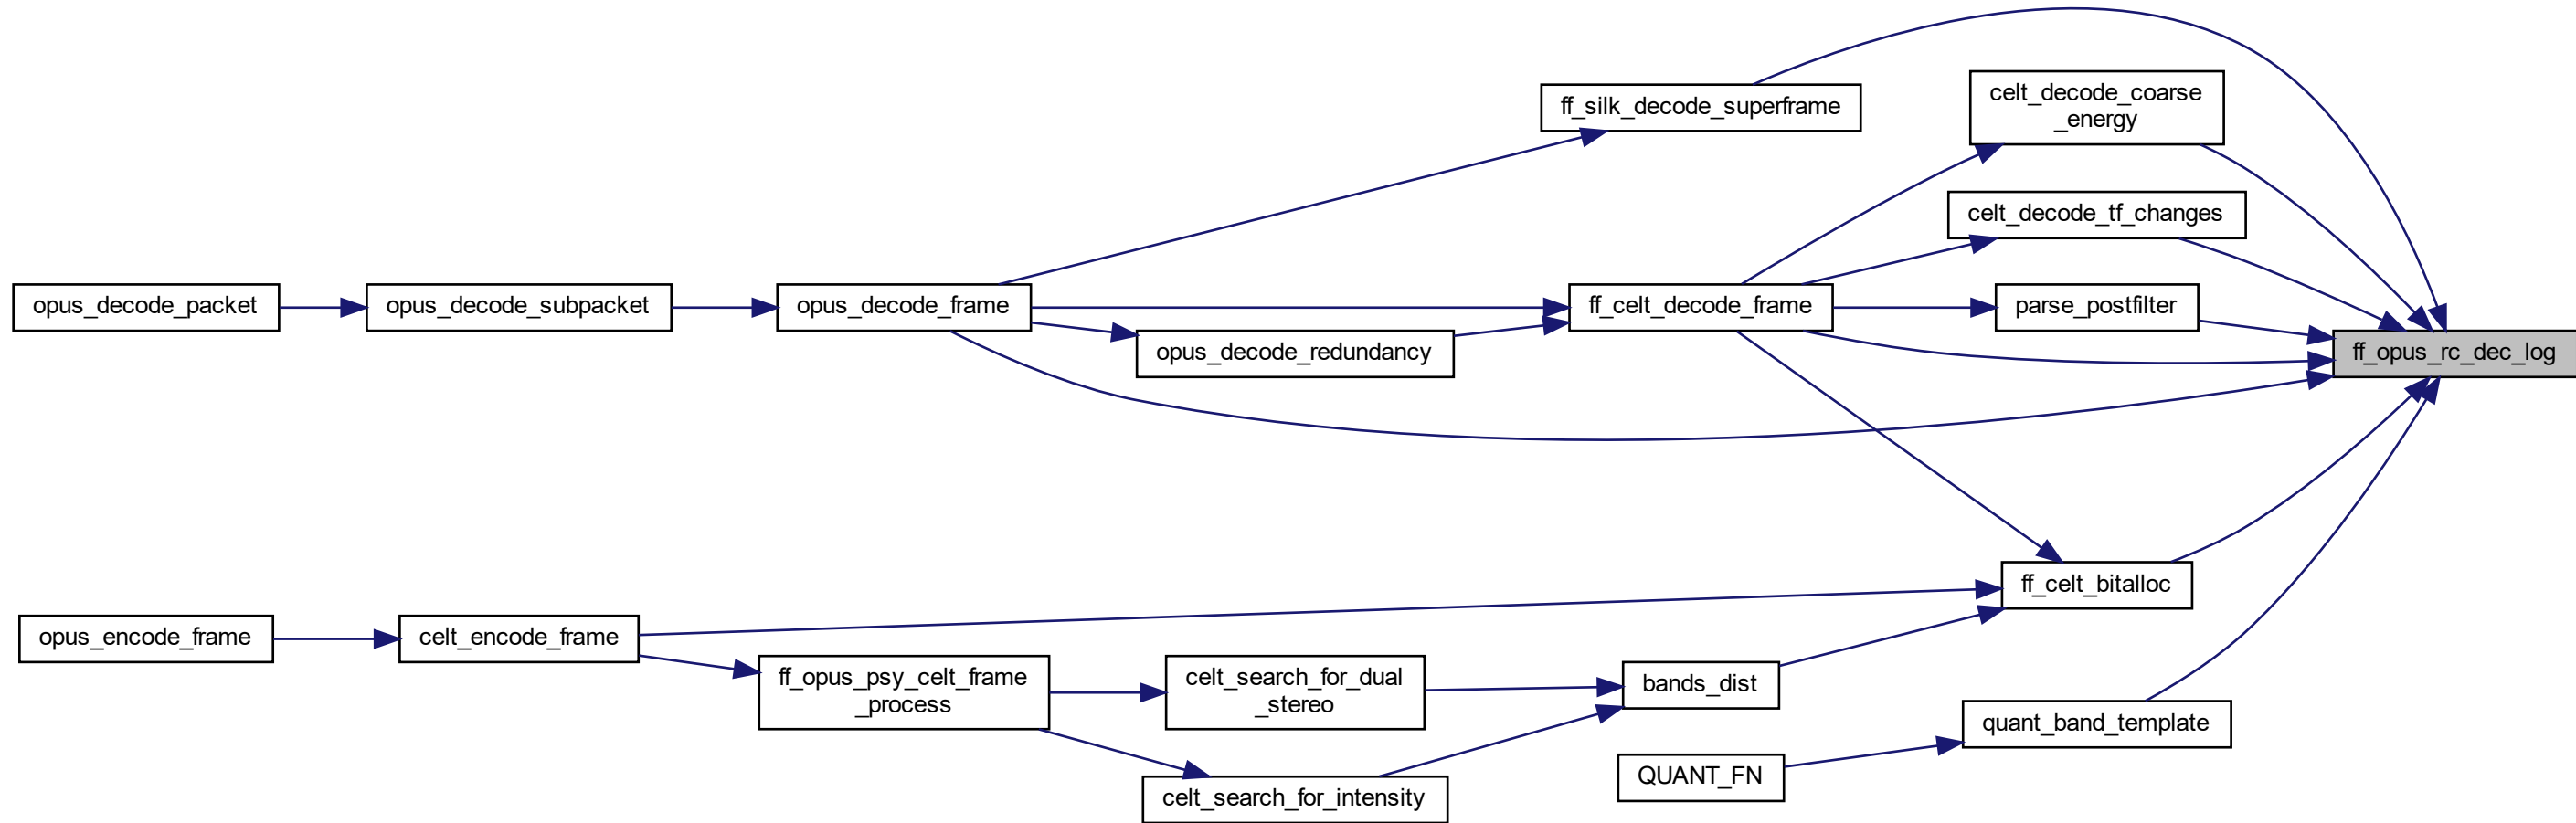 ff_silk_decode_superframe
celt_decode_coarse
_energy
celt_decode_tf_changes
opus_decode_packet
opus_decode_subpacket
opus_decode_frame
ff_celt_decode_frame
parse_postfilter
opus_decode_redundancy
ff_opus_rc_dec_log
ff_celt_bitalloc
opus_encode_frame
celt_encode_frame
ff_opus_psy_celt_frame
_process
celt_search_for_dual
_stereo
bands_dist
quant_band_template
QUANT_FN
celt_search_for_intensity